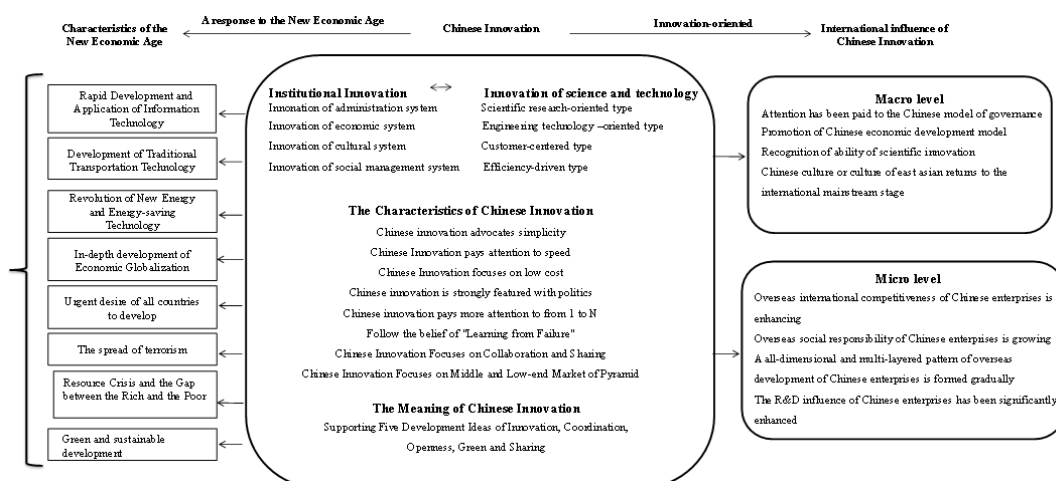 Characteristics of the
New Economic Age
A response to the New Economic Age
Chinese Innovation
Innovation-oriented
International influence of
Chinese Innovation
Rapid Development and
Application of Information
Technology
Development of Traditional
Transportation Technology
Revolution of New Energy
and Energy-saving
Technology
In-depth development of
Economic Globalization
Urgent desire of all countries
to develop
The spread of terrorism
Resource Crisis and the Gap
between the Rich and the Poor
Green and sustainable
development
Institutional Innovation
Innonation of administration system
Innovation of economic system
Innovation of cultural system
Innovation of social management system
Innovation of science and technology
Scientific research-oriented type
Engineering technology –oriented type
Customer-centered type
Efficiency-driven type
The Characteristics of Chinese Innovation
Chinese innovation advocates simplicity
Chinese Innovation pays attention to speed
Chinese Innovation focuses on low cost
Chinese innovation is strongly featured with politics
Chinese innovation pays more attention to from 1 to N
Follow the belief of "Learning from Failure"
Chinese Innovation Focuses on Collaboration and Sharing
Chinese Innovation Focuses on Middle and Low-end Market of Pyramid
The Meaning of Chinese Innovation
Supporting Five Development Ideas of Innovation, Coordination,
Openness, Green and Sharing
Macro level
Attention has been paid to the Chinese model of governance
Promotion of Chinese economic development model
Recognition of ability of scientific innovation
Chinese culture or culture of east asian returns to the
international mainstream stage
Micro level
Overseas international competitiveness of Chinese enterprises is
enhancing
Overseas social responsibility of Chinese enterprises is growing
A all-dimensional and multi-layered pattern of overseas
development of Chinese enterprises is formed gradually
The R&D influence of Chinese enterprises has been significantly
enhanced